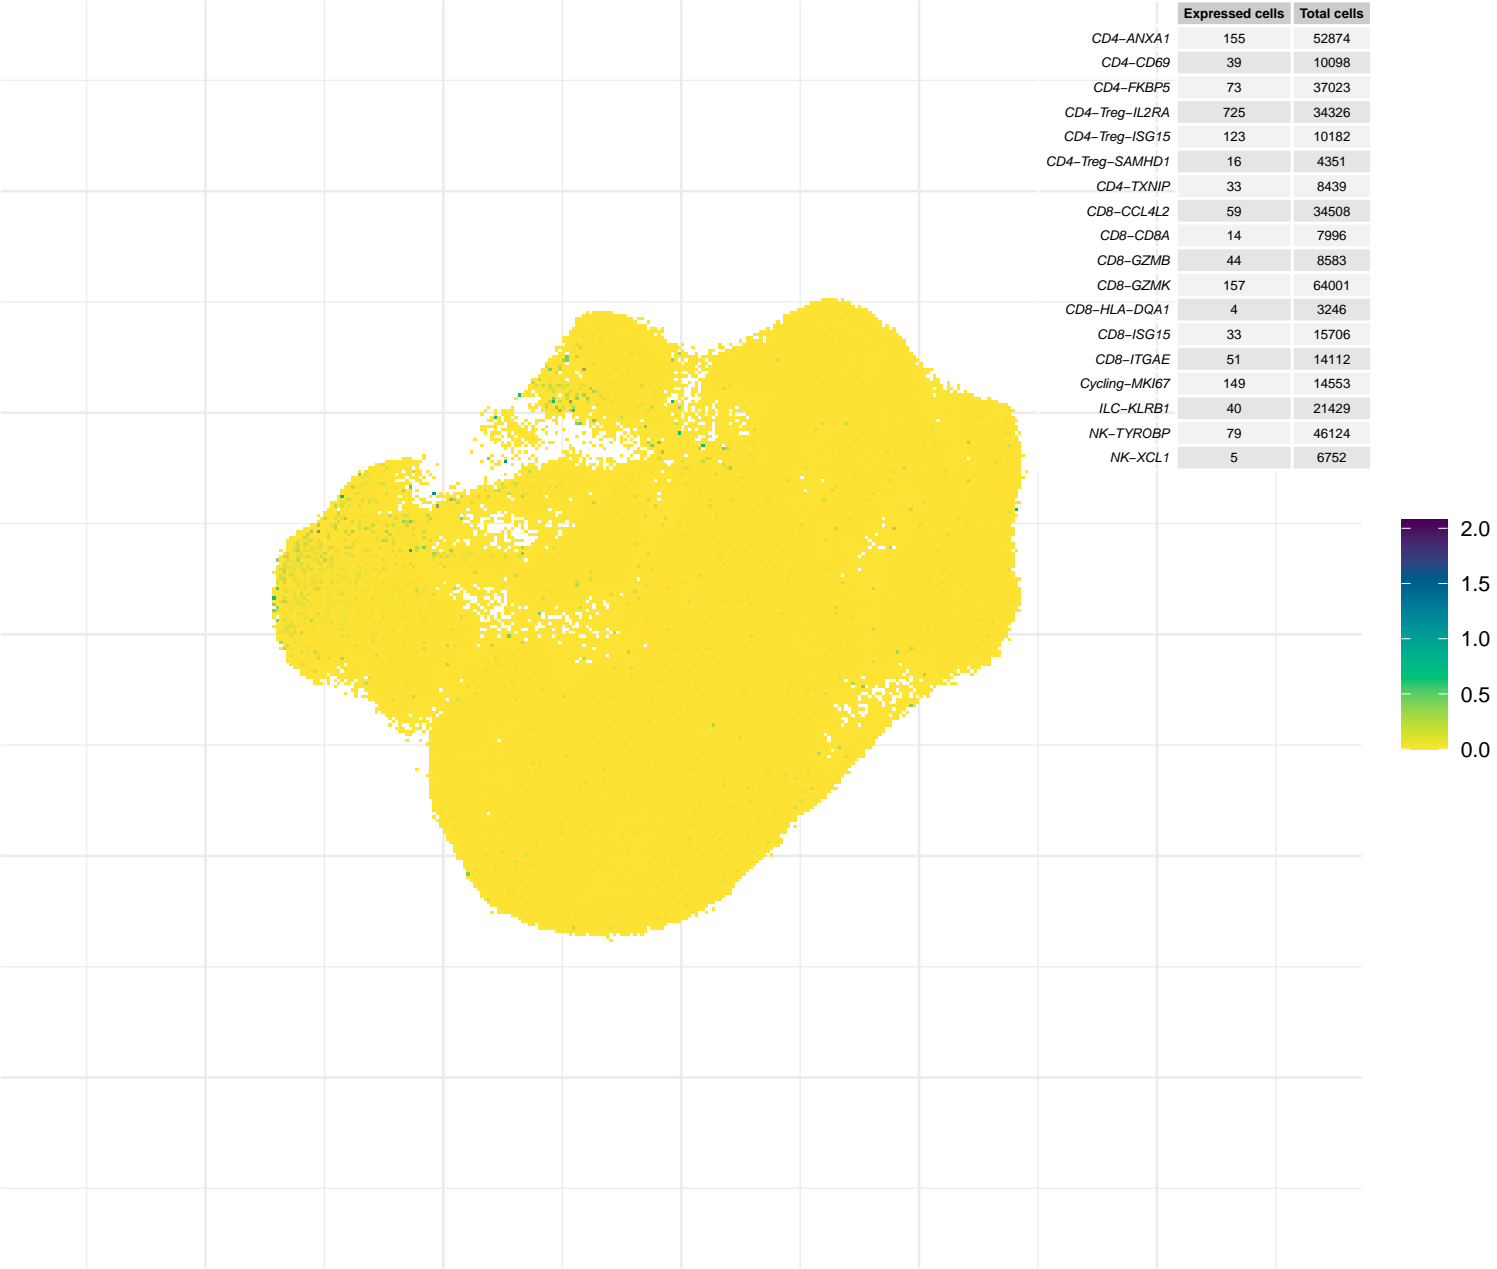 Expressed cells Total cells
CD4−ANXA1 155 52874
CD4−CD69 39 10098
CD4−FKBP5 73 37023
CD4−Treg−IL2RA 725 34326
CD4−Treg−ISG15 123 10182
CD4−Treg−SAMHD1 16 4351
CD4−TXNIP 33 8439
CD8−CCL4L2 59 34508
CD8−CD8A 14 7996
CD8−GZMB 44 8583
CD8−GZMK 157 64001
CD8−HLA−DQA1 4 3246
CD8−ISG15 33 15706
CD8−ITGAE 51 14112
Cycling−MKI67 149 14553
ILC−KLRB1 40 21429
NK−TYROBP 79 46124
NK−XCL1 5 6752
2.0
1.5
1.0
0.5
0.0